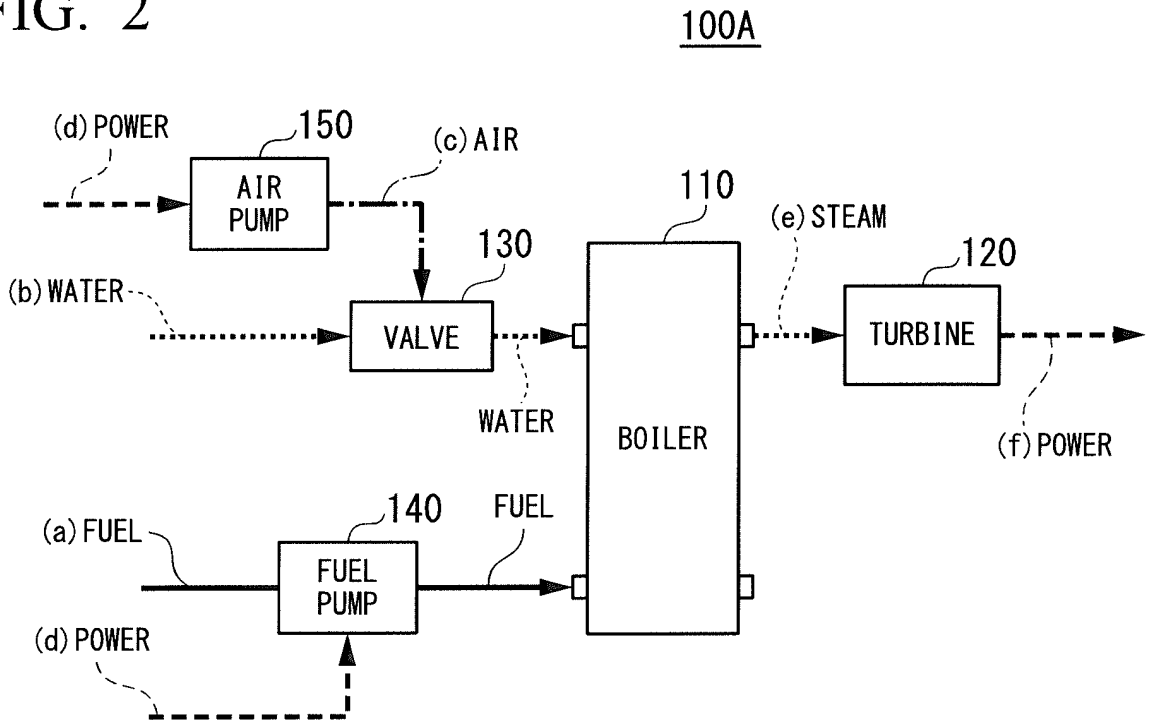 FIG. 2
100A
(d) POWER
150
(c) AIR
AIR
PUMP
110
(e) STEAM
130
120
(b) WATER
VALVE
TURBINE
WATER
BOILER
(f) POWER
140
FUEL
(a) FUEL
FUEL
PUMP
(d) POWER